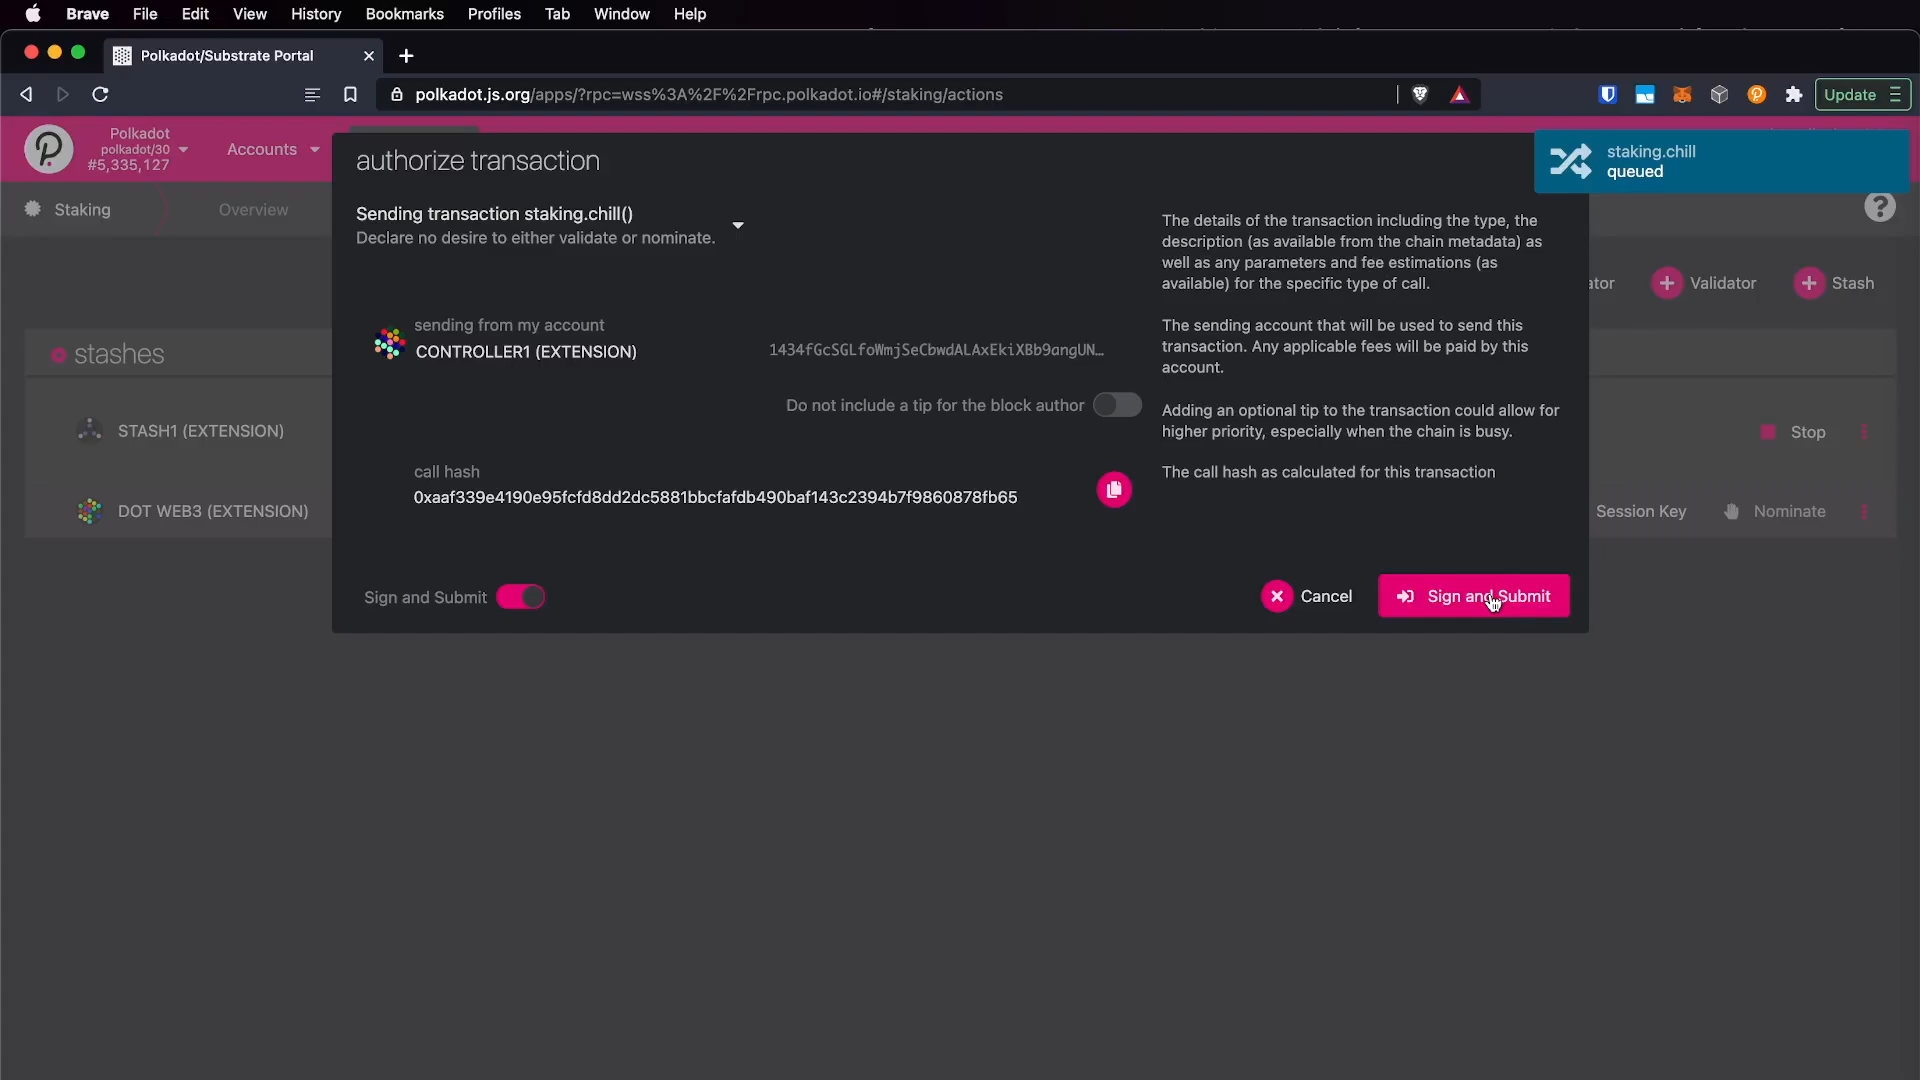 Brave File Edit View History Bookmarks Profiles Tab Window Help
Polkadot/Substrate Portal
polkadot.js.org/apps/?rpc=wss%3A%2F%2Frpc.polkadot.io#/staking/actions
Update
Polkadot
polkadot/30
#5,335,127
Accounts
authorize transaction
staking.chill
queued
Staking
Overview
Sending transaction staking.chill()
Declare no desire to either validate or nominate.
The details of the transaction including the type, the
description (as available from the chain metadata) as
well as any parameters and fee estimations (as
available) for the specific type of call.
ator
Validator
Stash
stashes
sending from my account
CONTROLLER1 (EXTENSION)
1434fGcSGLfoWmjSeCbwdALAxEkiXBb9angUN…
The sending account that will be used to send this
transaction. Any applicable fees will be paid by this
account.
Do not include a tip for the block author
Adding an optional tip to the transaction could allow for
higher priority, especially when the chain is busy.
STASH1 (EXTENSION)
Stop
call hash
0xaaf339e4190e95fcfd8dd2dc5881bbcfafdb490baf143c2394b7f9860878fb65
The call hash as calculated for this transaction
DOT WEB3 (EXTENSION)
Session Key
Nominate
Sign and Submit
Cancel
Sign and Submit